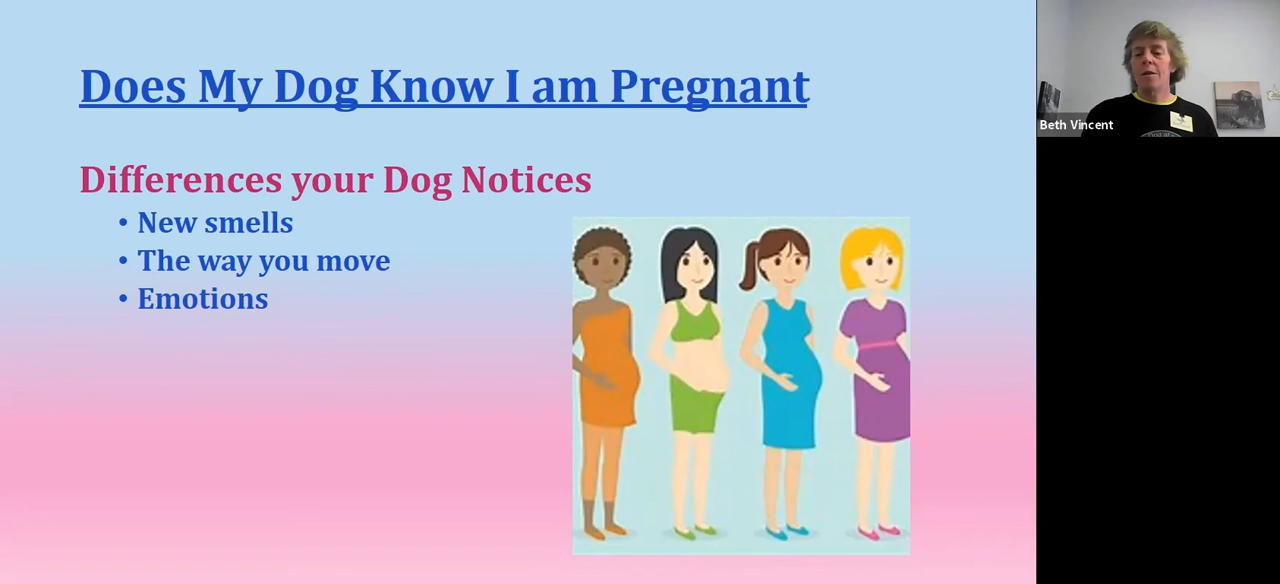 Does My Dog Know I am Pregnant
Differences your Dog Notices
• New smells
• The way you move
• Emotions
Beth Vincent